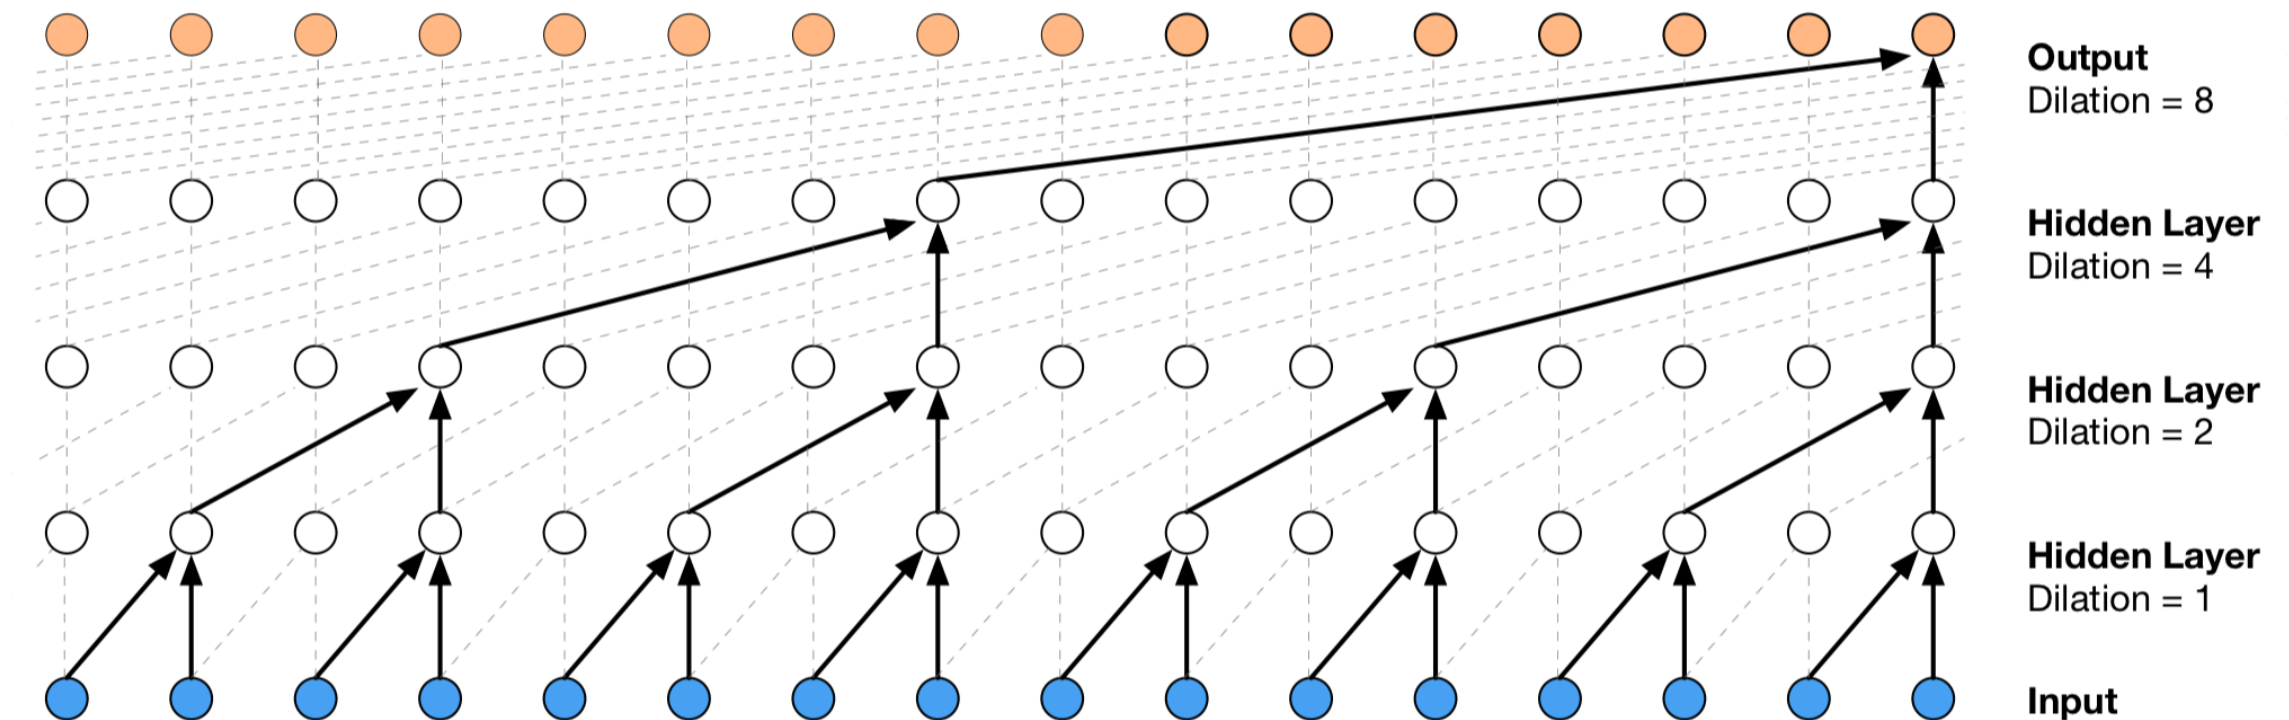 Output
Dilation = 8
Hidden Layer
Dilation = 4
Hidden Layer
Dilation = 2
Hidden Layer
Dilation = 1
Input